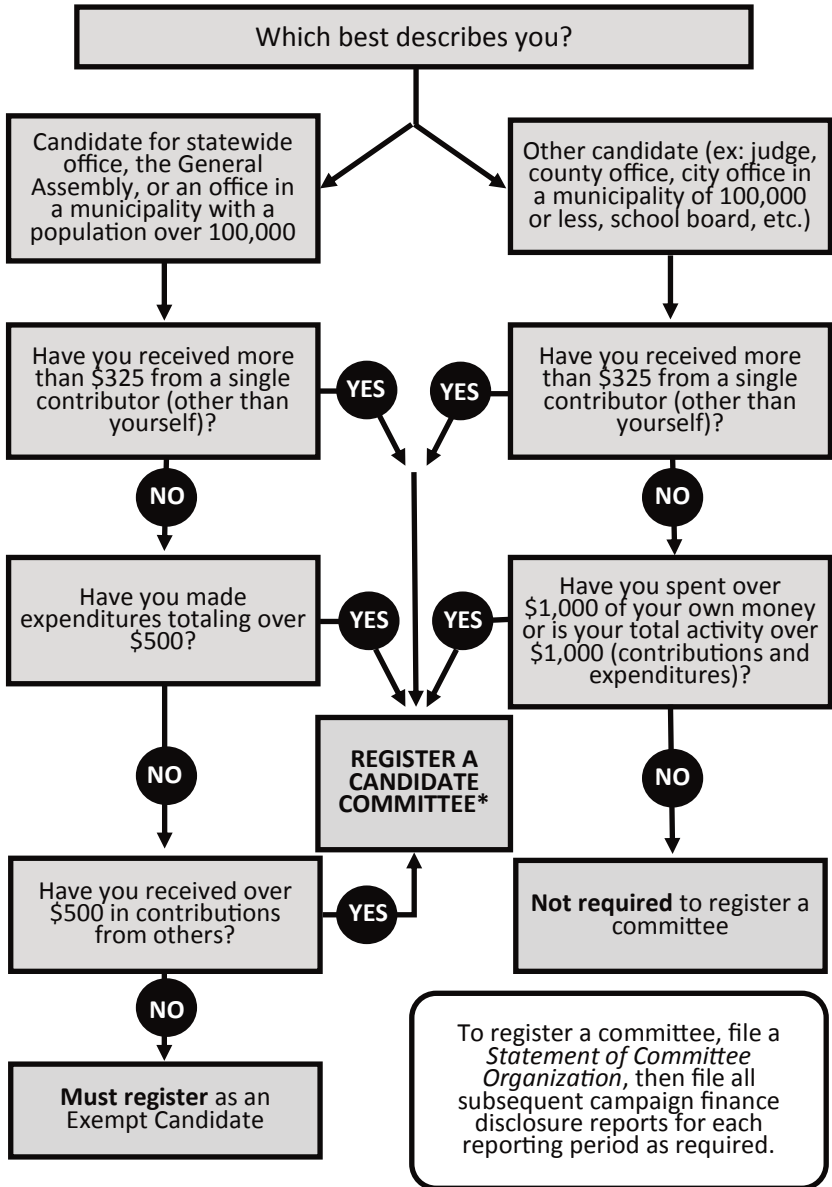 Which best describes you?
Candidate for statewide
office, the General
Assembly, or an office in
a municipality with a
population over 100,000
Other candidate (ex: judge,
county office, city office in
a municipality of 100,000
or less, school board, etc.)
Have you received more
than $325 from a single
contributor (other than
yourself)?
YES
YES
Have you received more
than $325 from a single
contributor (other than
yourself)?
NO
NO
Have you made
expenditures totaling over
$500?
YES
YES
Have you spent over
$1,000 of your own money
or is your total activity over
$1,000 (contributions and
expenditures)?
NO
REGISTER A
CANDIDATE
COMMITTEE*
NO
Have you received over
$500 in contributions
from others?
YES
Not required to register a
committee
NO
Must register as an
Exempt Candidate
To register a committee, file a
Statement of Committee
Organization, then file all
subsequent campaign finance
disclosure reports for each
reporting period as required.